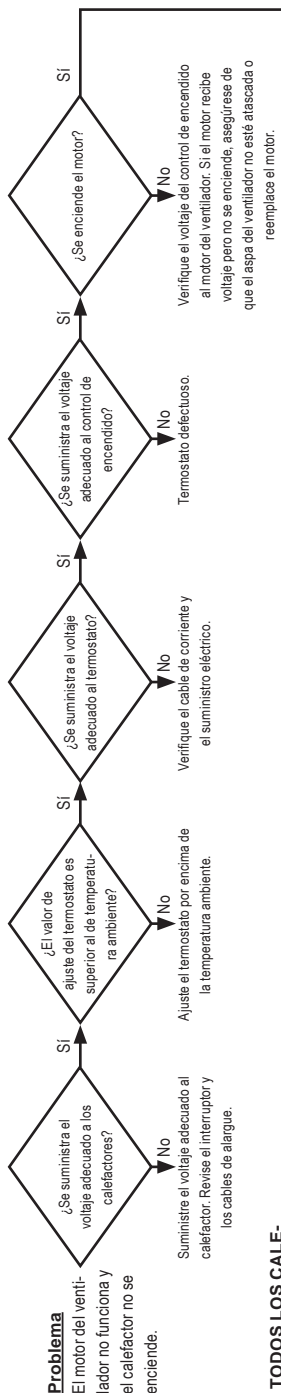 Problema
El motor del venti-
lador no funciona y
el calefactor no se
enciende.
¿Se suministra el
voltaje adecuado a los
calefactores?
Sí
No
Suministre el voltaje adecuado al
calefactor. Revise el interruptor y
los cables de alargue.
¿El valor de
ajuste del termostato es
superior al de temperatu-
ra ambiente?
Sí
No
Ajuste el termostato por encima de
la temperatura ambiente.
¿Se suministra el voltaje
adecuado al termostato?
Sí
No
Verifique el cable de corriente y
el suministro eléctrico.
¿Se suministra el voltaje
adecuado al control de
encendido?
Sí
No
Termostato defectuoso.
¿Se enciende el motor?
Sí
No
Verifique el voltaje del control de encendido
al motor del ventilador. Si el motor recibe
voltaje pero no se enciende, asegúrese de
que el aspa del ventilador no esté atascada o
reemplace el motor.
TODOS LOS CALE-